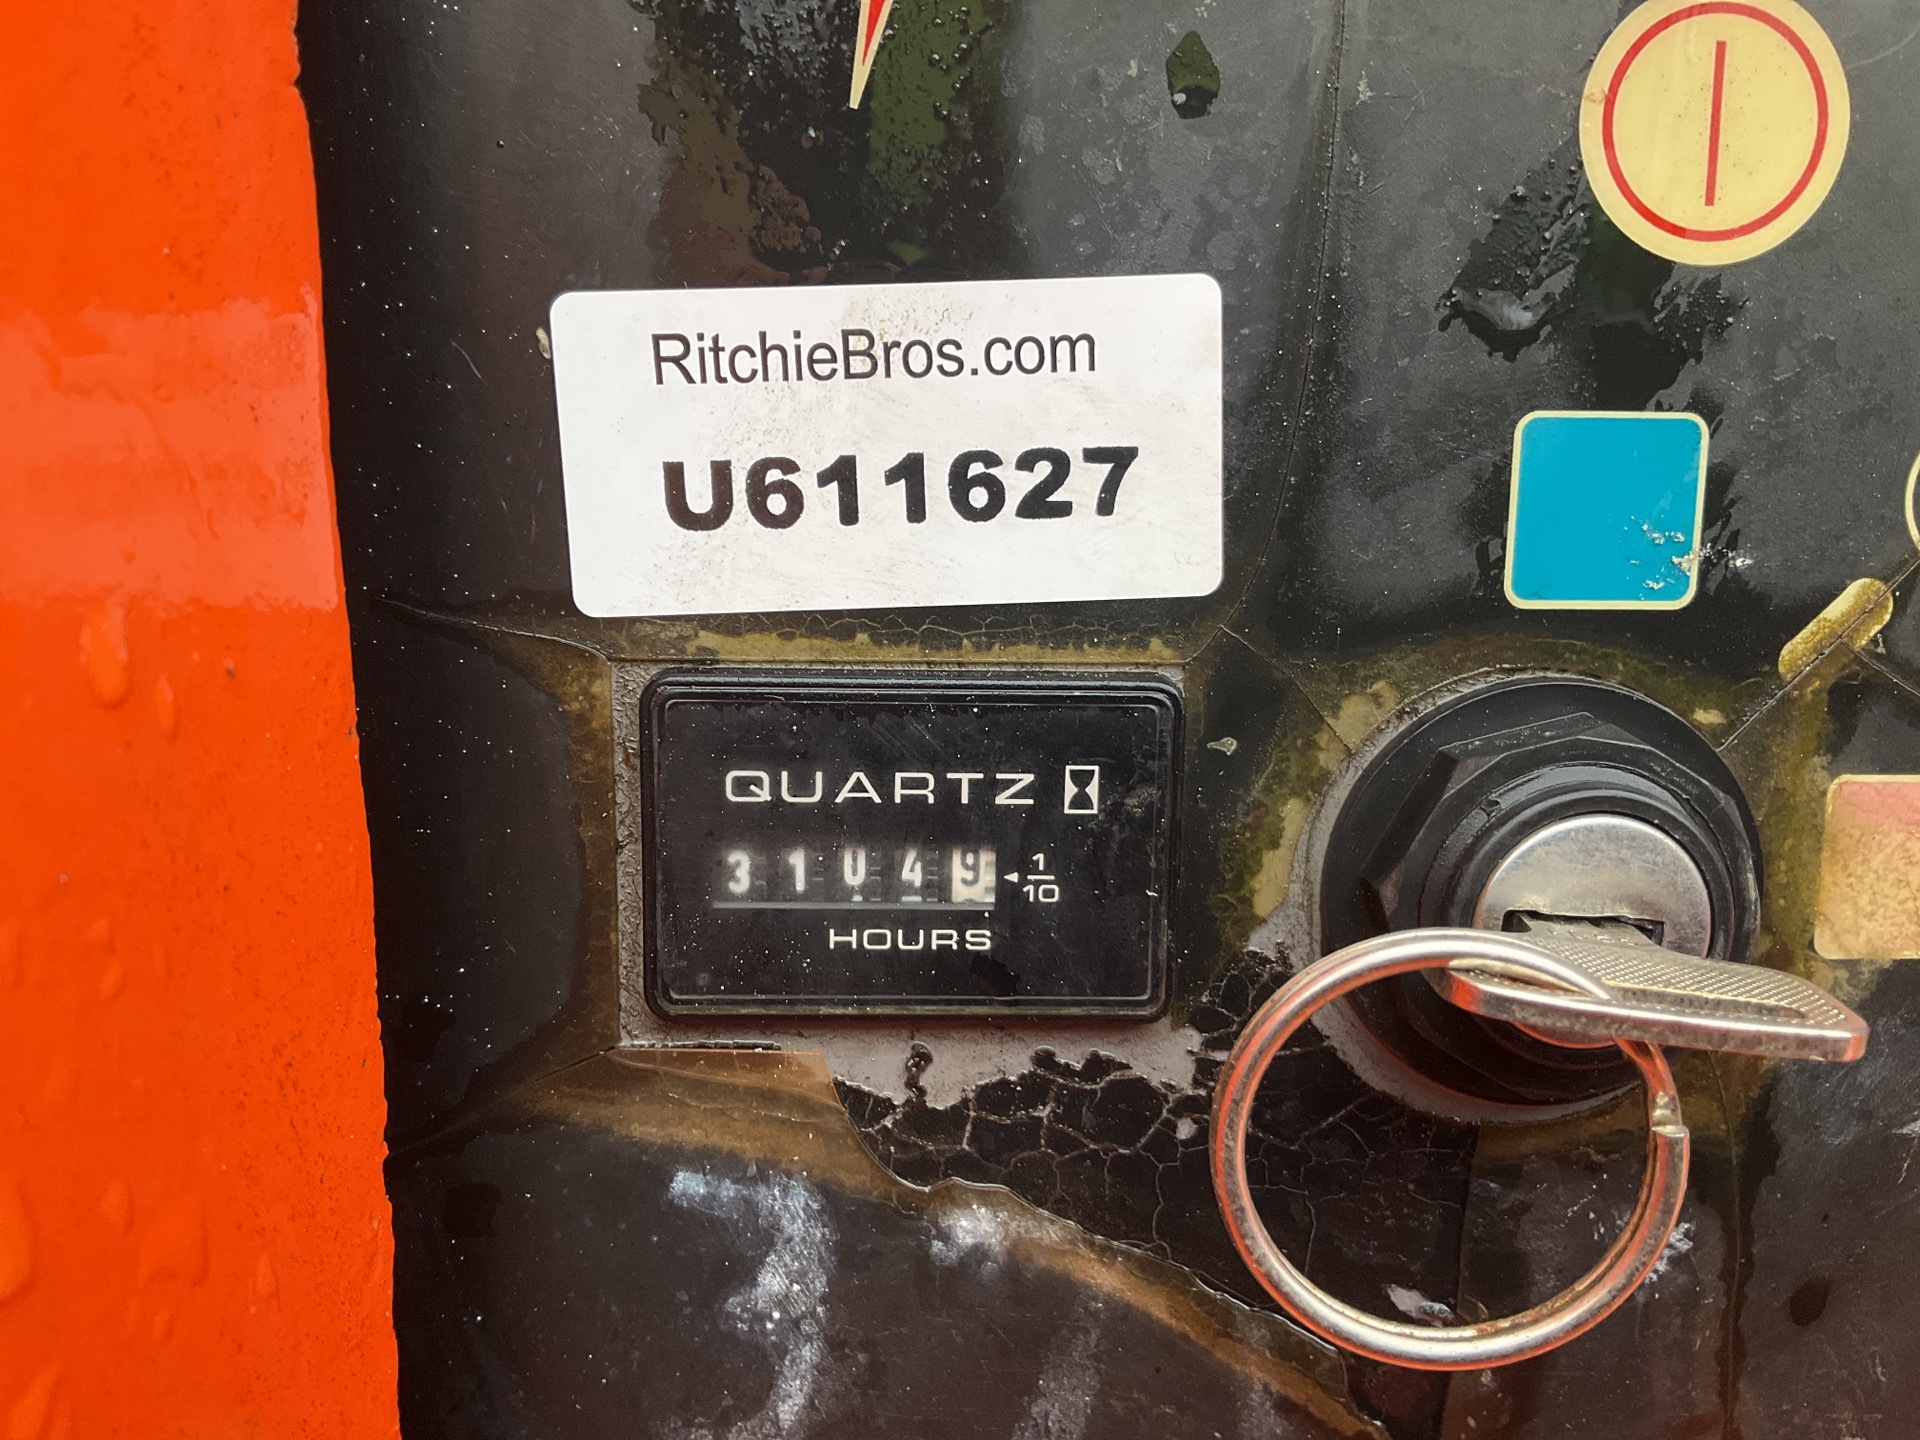 RitchieBros.com
U611627
QUARTZ
31049 1/10
HOURS